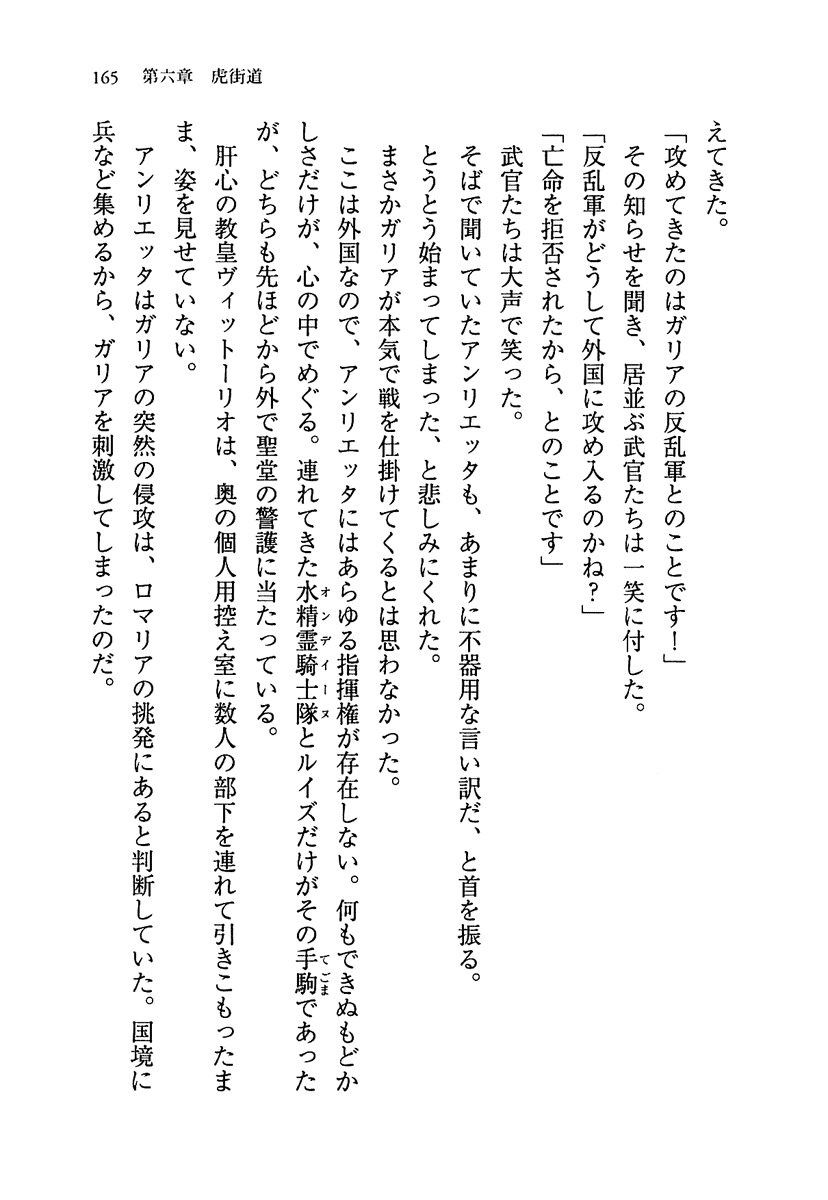 165　第六章　虎街道
えてきた。
「攻めてきたのはガリアの反乱軍とのことです！」
その知らせを聞き、居並ぶ武官たちは一笑に付した。
「反乱軍がどうして外国に攻め入るのかね？」
「亡命を拒否されたから、とのことです」
武官たちは大声で笑った。
そばで聞いていたアンリエッタも、あまりに不器用な言い訳だ、と首を振る。
とうとう始まってしまった、と悲しみにくれた。
まさかガリアが本気で戦を仕掛けてくるとは思わなかった。
ここは外国なので、アンリエッタにはあらゆる指揮権が存在しない。何もできぬもどか
しさだけが、心の中でめぐる。連れてきた水精霊騎士隊とルイズだけがその手駒であった
オンディーヌ
てごま
が、どちらも先ほどから外で聖堂の警護に当たっている。
肝心の教皇ヴィットーリオは、奥の個人用控え室に数人の部下を連れて引きこもったま
ま、姿を見せていない。
アンリエッタはガリアの突然の侵攻は、ロマリアの挑発にあると判断していた。国境に
兵など集めるから、ガリアを刺激してしまったのだ。